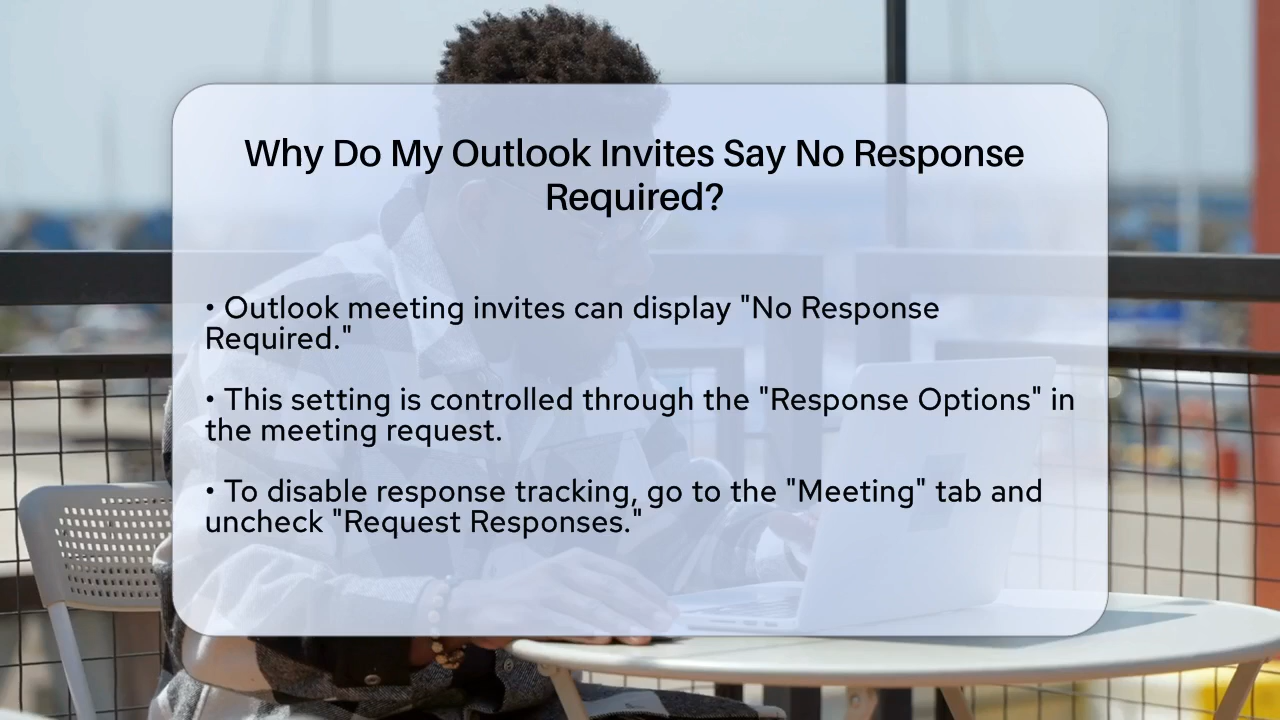 Why Do My Outlook Invites Say No Response
Required?
• Outlook meeting invites can display "No Response
Required."
• This setting is controlled through the "Response Options" in
the meeting request.
• To disable response tracking, go to the "Meeting" tab and
uncheck "Request Responses."